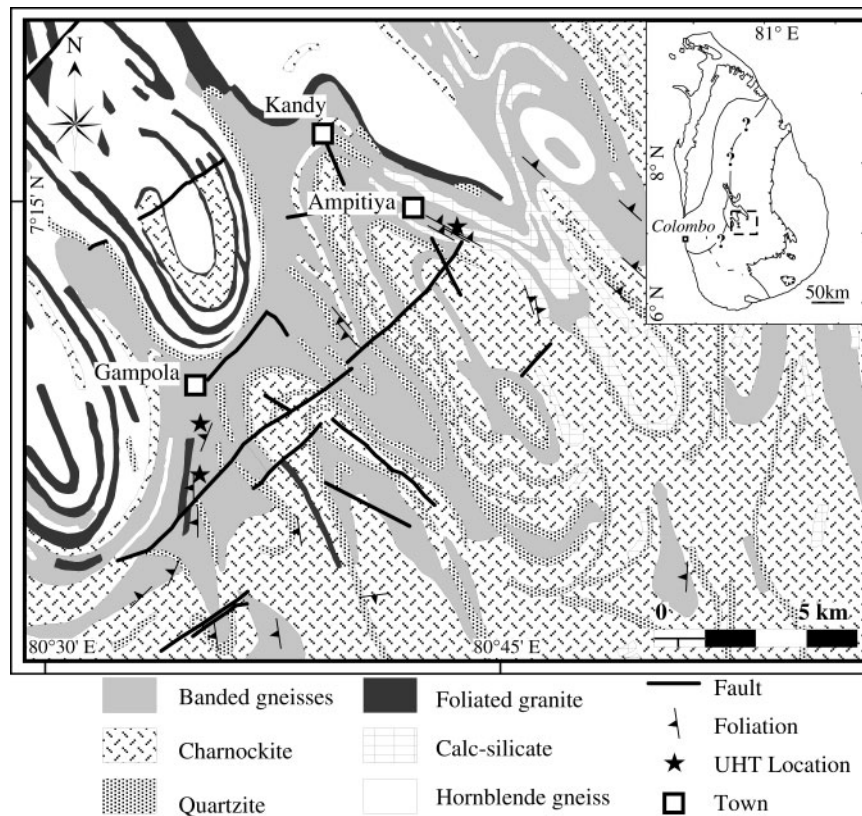 N
81° E
Kandy
8° N
?
?
7°15' N
Ampitiya
Colombo
?
50km
6° N
Gampola
0 5 km
80°30' E
80°45' E
Banded gneisses
Foliated granite
Fault
Charnockite
Calc-silicate
Foliation
Quartzite
Hornblende gneiss
UHT Location
Town